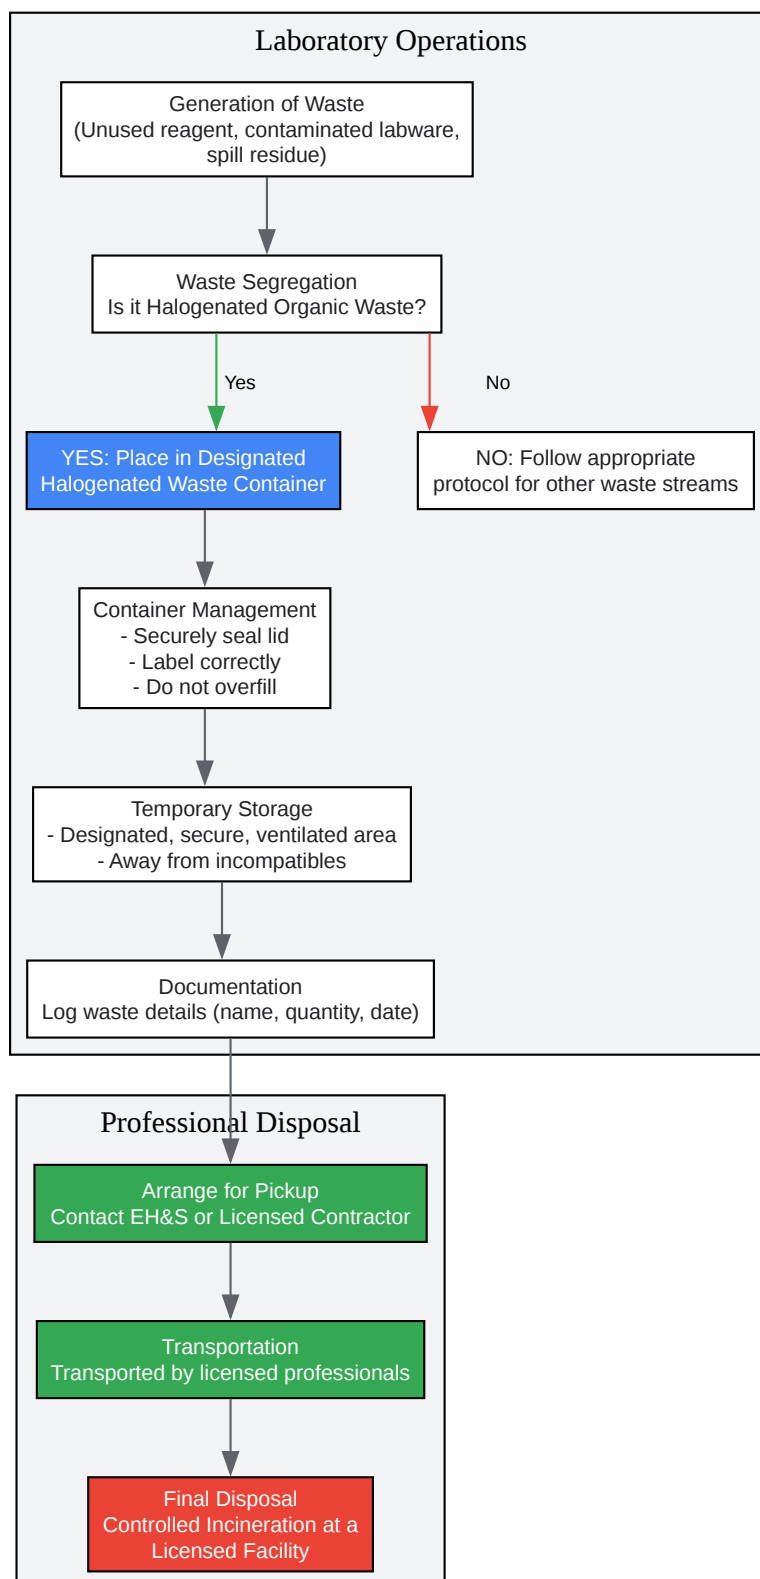 Laboratory Operations
Generation of Waste
(Unused reagent, contaminated labware,
spill residue)
Waste Segregation
Is it Halogenated Organic Waste?
Yes
No
YES: Place in Designated
Halogenated Waste Container
NO: Follow appropriate
protocol for other waste streams
Container Management
- Securely seal lid
- Label correctly
- Do not overfill
Temporary Storage
- Designated, secure, ventilated area
- Away from incompatibles
Documentation
Log waste details (name, quantity, date)
Professional Disposal
Arrange for Pickup
Contact EH&S or Licensed Contractor
Transportation
Transported by licensed professionals
Final Disposal
Controlled Incineration at a
Licensed Facility